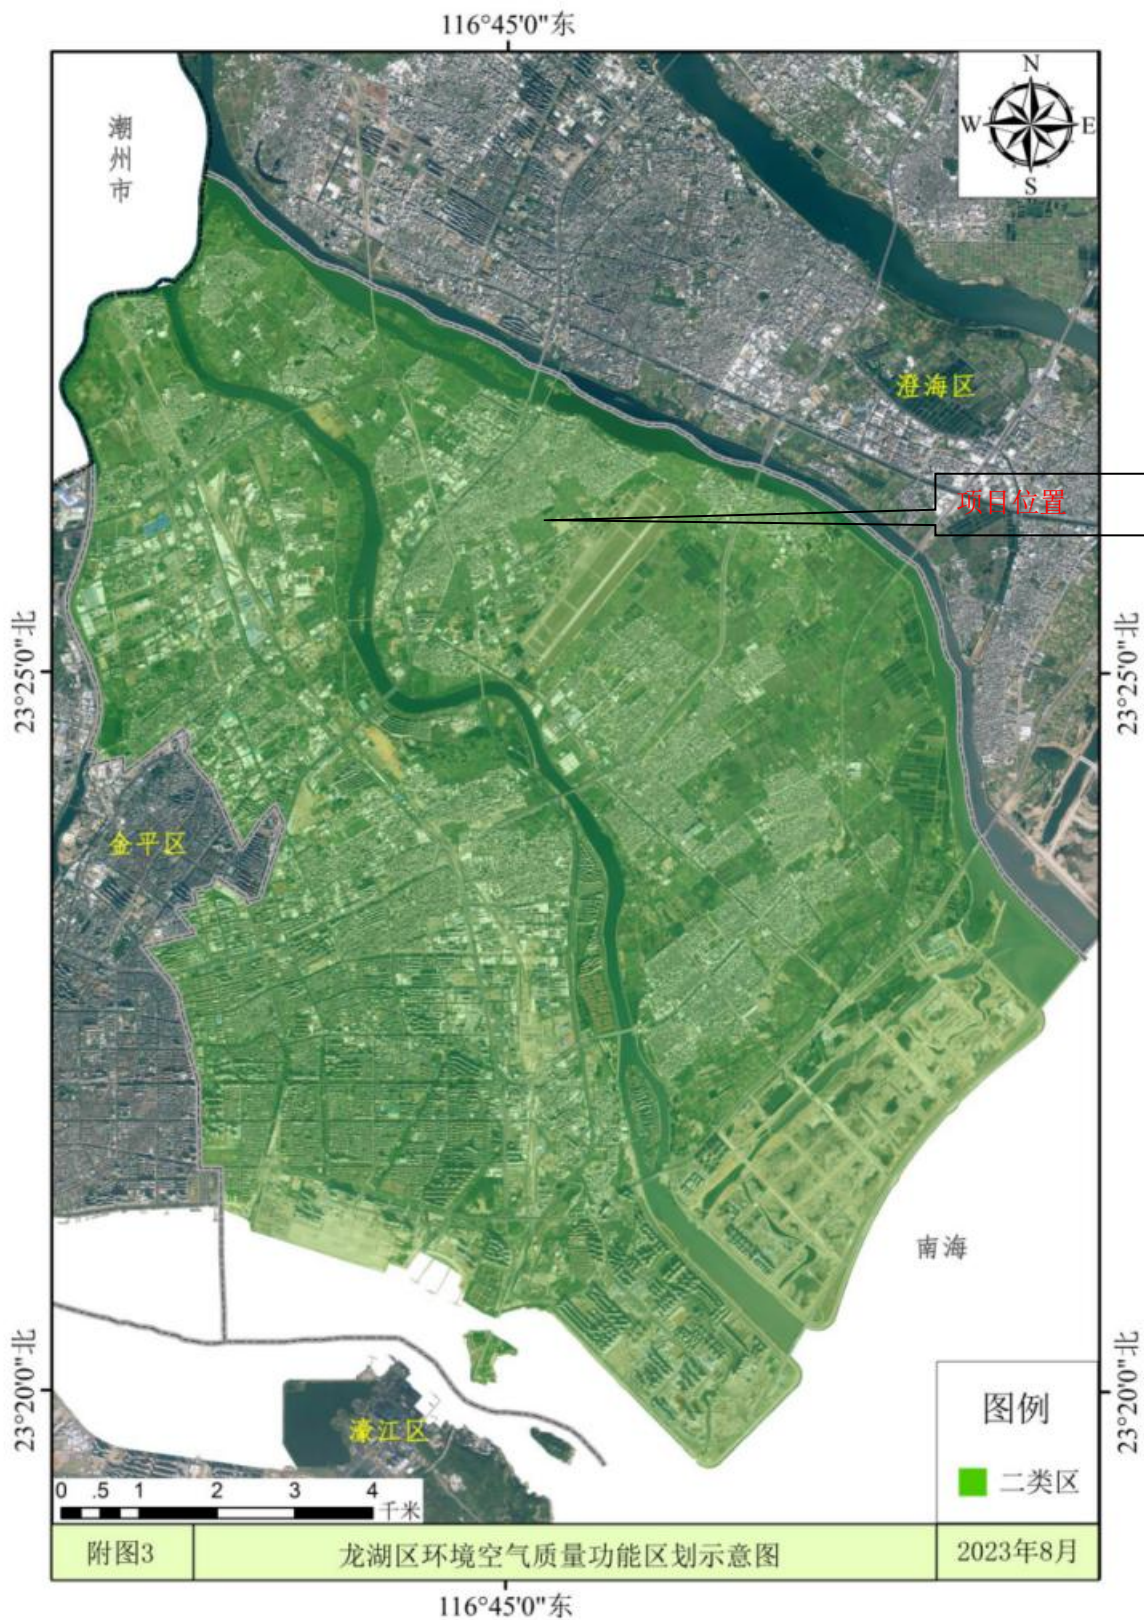 116°45'0"东
N
W
E
S
潮州市
澄海区
项目位置
23°25'0"北
23°25'0"北
金平区
南海
23°20'0"北
23°20'0"北
濠江区
图例
二类区
0 .5 1 2 3 4
千米
附图3
龙湖区环境空气质量功能区划示意图
2023年8月
116°45'0"东